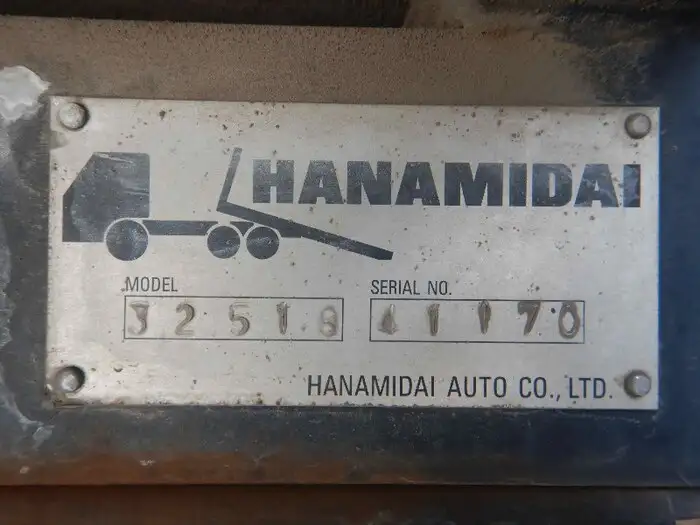 HANAMIDAI
MODEL
32518
SERIAL NO.
41170
HANAMIDAI AUTO CO., LTD.